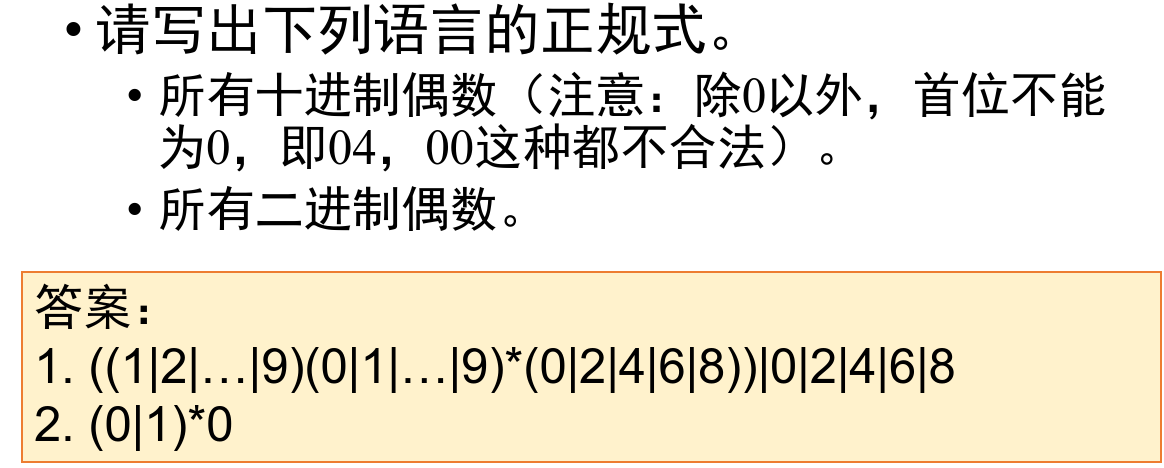 • 请写出下列语言的正规式。
• 所有十进制偶数（注意：除0以外，首位不能
为0，即04，00这种都不合法）。
• 所有二进制偶数。
答案：
1. ((1|2|…|9)(0|1|…|9)*(0|2|4|6|8))|0|2|4|6|8
2. (0|1)*0